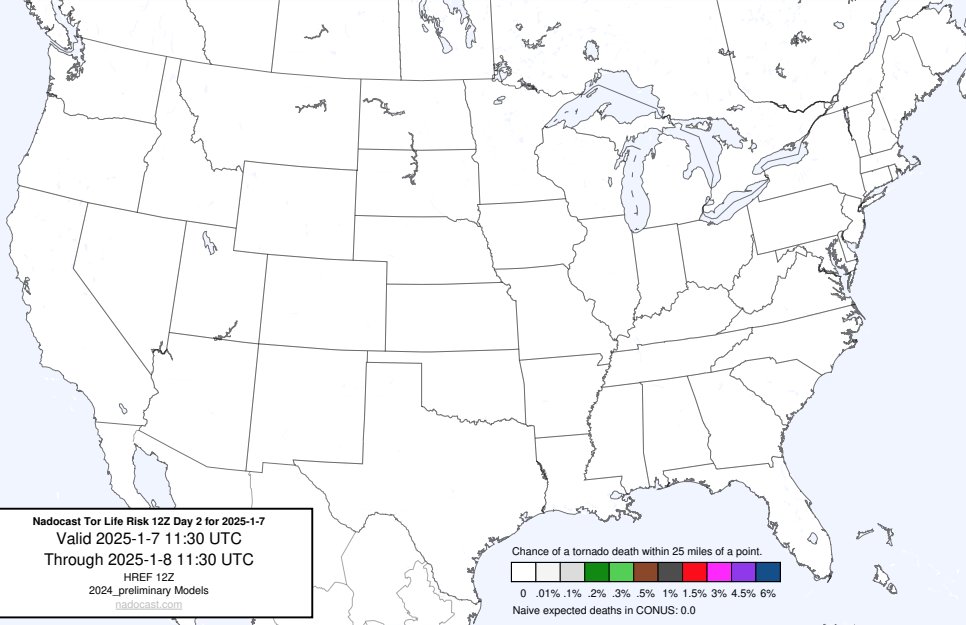 Nadocast Tor Life Risk 12Z Day 2 for 2025-1-7
Valid 2025-1-7 11:30 UTC
Through 2025-1-8 11:30 UTC
HREF 12Z
2024_preliminary Models
nadocast.com
Chance of a tornado death within 25 miles of a point.
0 .01% .1% .2% .3% .5% 1% 1.5% 3% 4.5% 6%
Naive expected deaths in CONUS: 0.0